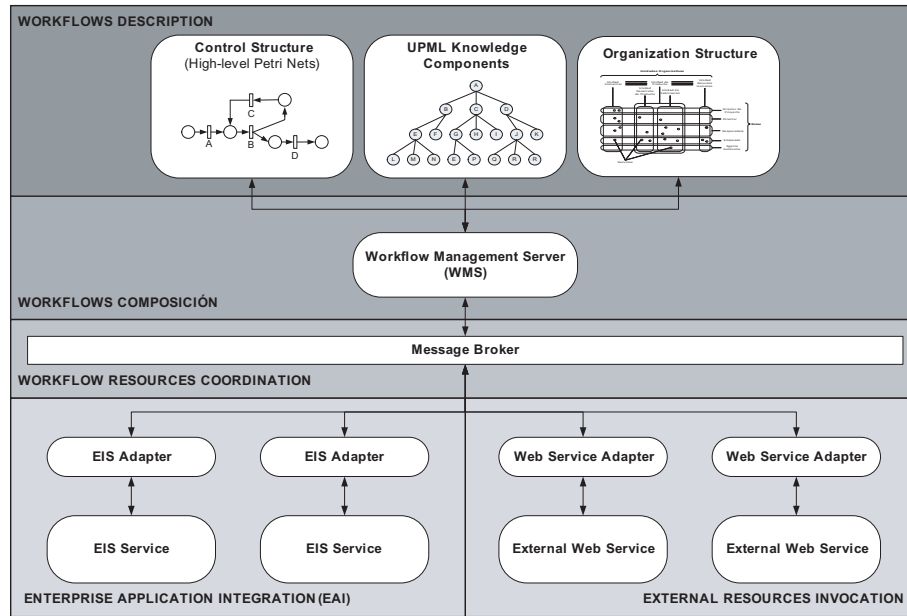 WORKFLOWS DESCRIPTION
Control Structure
(High-level Petri Nets)
C
A
B
D
UPML Knowledge
Components
A
B
C
D
E
F
G
H
I
J
K
L
M
N
E
P
Q
R
R
Organization Structure
Workflow Management Server
(WMS)
WORKFLOWS COMPOSICIÓN
Message Broker
WORKFLOW RESOURCES COORDINATION
EIS Adapter
EIS Adapter
Web Service Adapter
Web Service Adapter
EIS Service
EIS Service
External Web Service
External Web Service
ENTERPRISE APPLICATION INTEGRATION (EAI)
EXTERNAL RESOURCES INVOCATION